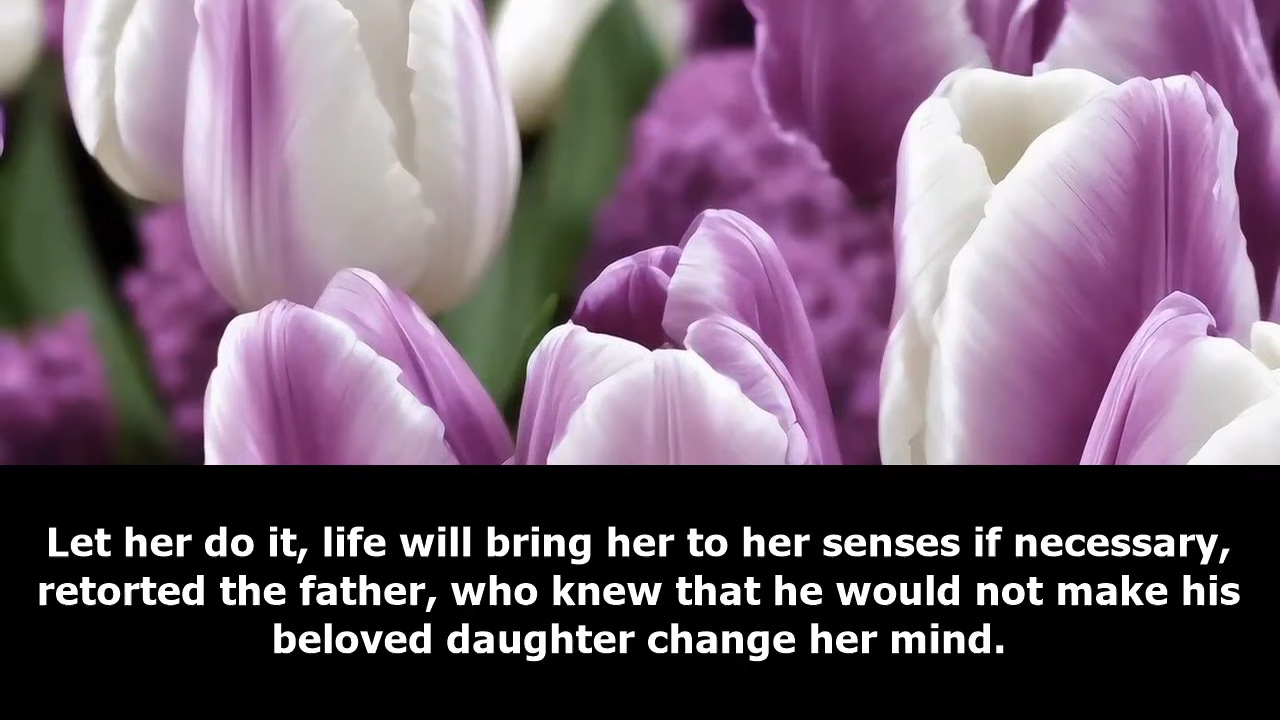 Let her do it, life will bring her to her senses if necessary,
retorted the father, who knew that he would not make his
beloved daughter change her mind.